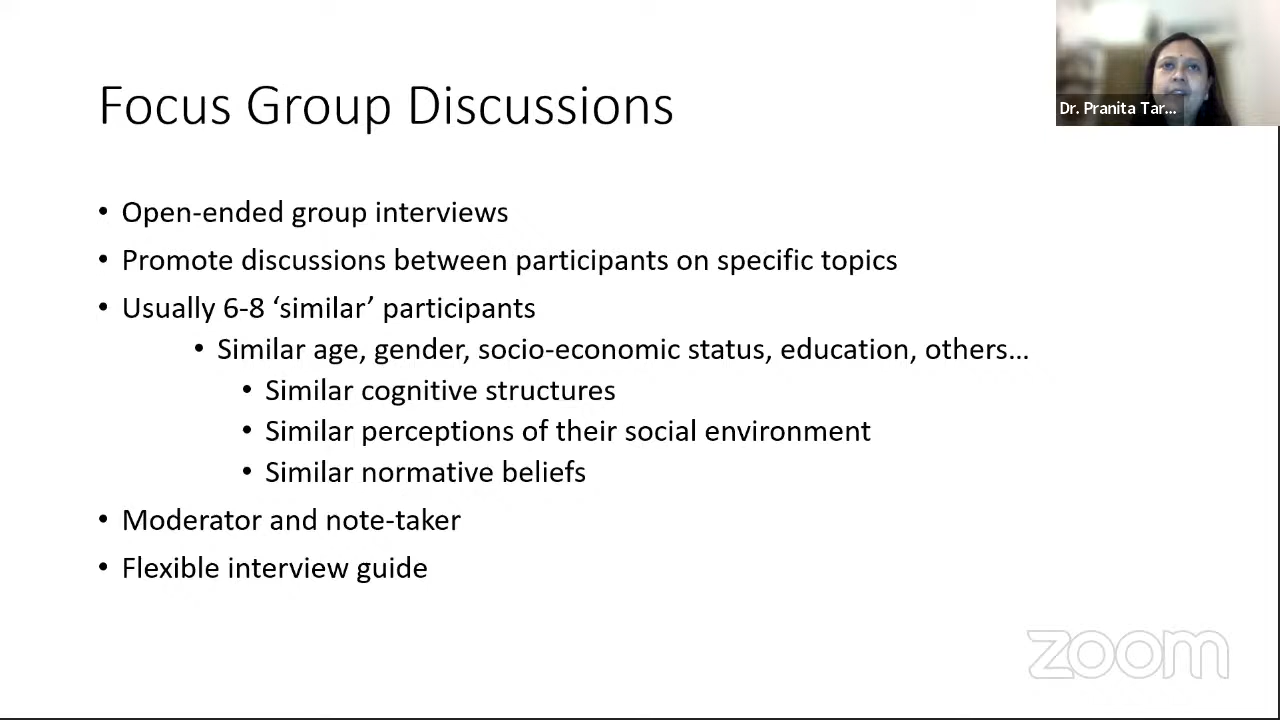 Focus Group Discussions
Dr. Pranita Tar...
• Open-ended group interviews
• Promote discussions between participants on specific topics
• Usually 6-8 ‘similar’ participants
• Similar age, gender, socio-economic status, education, others…
• Similar cognitive structures
• Similar perceptions of their social environment
• Similar normative beliefs
• Moderator and note-taker
• Flexible interview guide
zoom